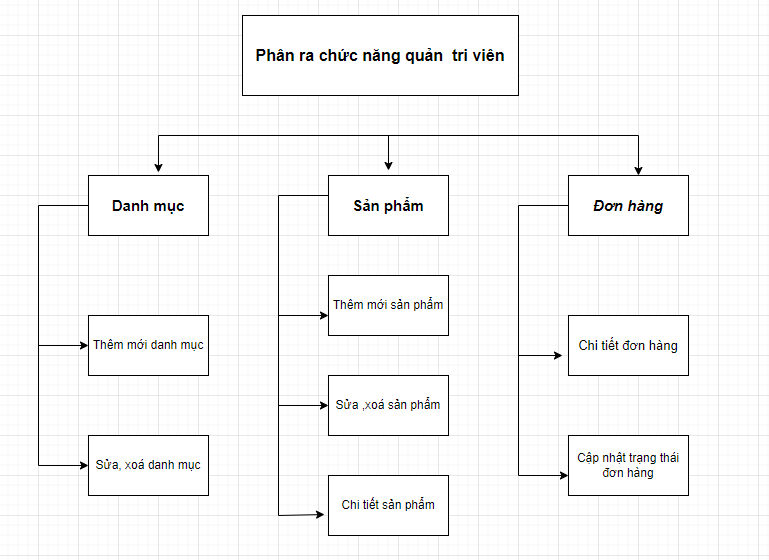 Phân ra chức năng quản tri viên
Danh mục
Sản phẩm
Đơn hàng
Thêm mới danh mục
Sửa, xoá danh mục
Thêm mới sản phẩm
Sửa ,xoá sản phẩm
Chi tiết sản phẩm
Chi tiết đơn hàng
Cập nhật trạng thái
đơn hàng